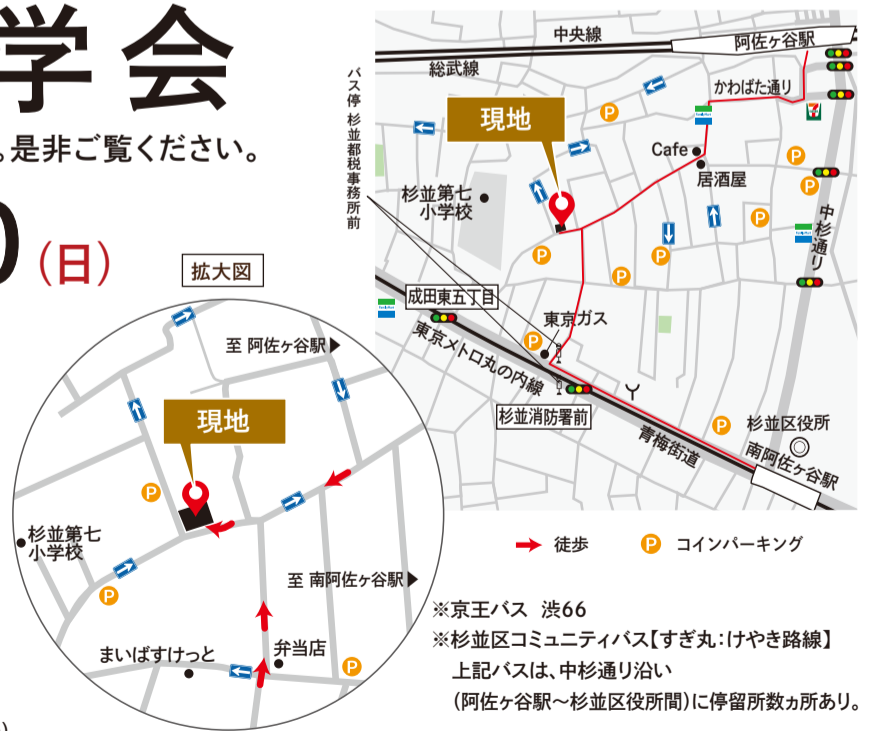 学会
。是非ご覧ください。
(日)
拡大図
至 阿佐ヶ谷駅
現地
P
杉並第七
小学校
P
至 南阿佐ヶ谷駅
まいばすけっと
弁当店
P
中央線
阿佐ヶ谷駅
総武線
かわばた通り
バス停 杉並都税事務所前
現地
P
Cafe
居酒屋
P
P
杉並第七
小学校
P
中杉通り
P
P
P
成田東五丁目
東京ガス
P
東京メトロ丸の内線
杉並消防署前
青梅街道
P
杉並区役所
南阿佐ヶ谷駅
徒歩
P コインパーキング
※京王バス 渋66
※杉並区コミュニティバス【すぎ丸:けやき路線】
上記バスは、中杉通り沿い
(阿佐ヶ谷駅～杉並区役所間)に停留所数ヵ所あり。